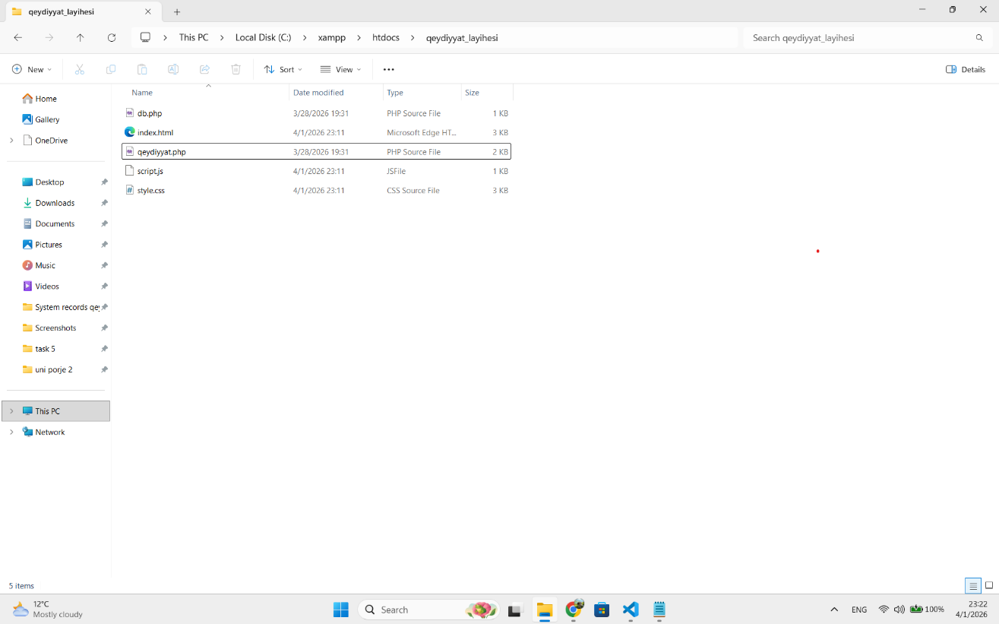 qeydiyyat_layihesi
This PC > Local Disk (C:) > xampp > htdocs > qeydiyyat_layihesi
Search qeydiyyat_layihesi
New
Sort
View
Details
Name Date modified Type Size
db.php 3/28/2026 19:31 PHP Source File 1 KB
index.html 4/1/2026 23:11 Microsoft Edge HT... 3 KB
qeydiyyat.php 3/28/2026 19:31 PHP Source File 2 KB
script.js 4/1/2026 23:11 JSFile 1 KB
style.css 4/1/2026 23:11 CSS Source File 3 KB
Home
Gallery
OneDrive
Desktop
Downloads
Documents
Pictures
Music
Videos
System records qey
Screenshots
task 5
uni porje 2
This PC
Network
5 items
12°C
Mostly cloudy
Search
ENG
100%
23:22
4/1/2026